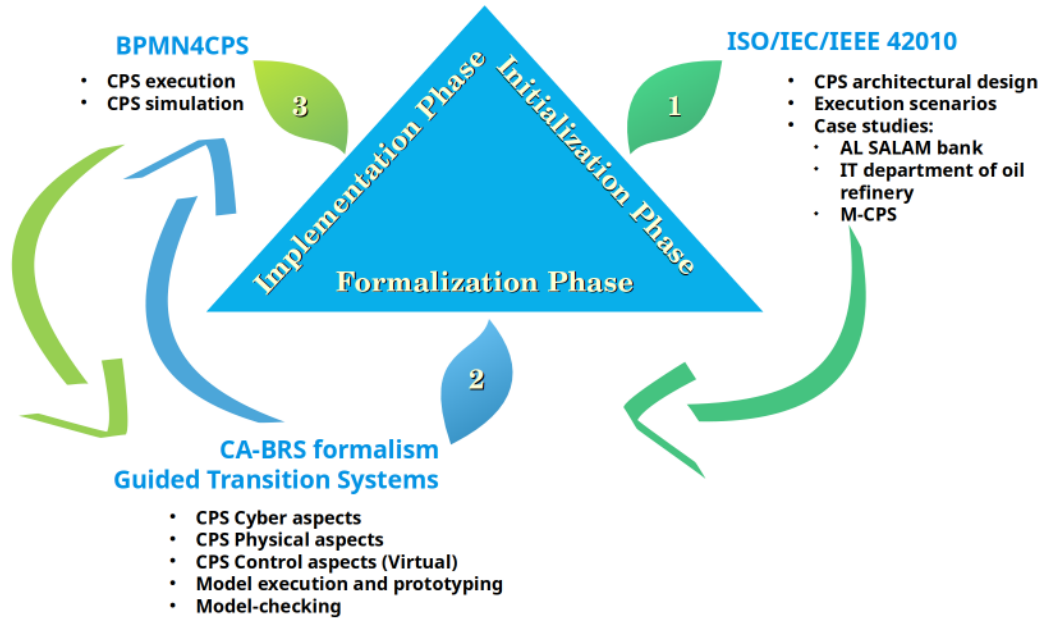 BPMN4CPS
• CPS execution
• CPS simulation
3
Implementation Phase
Initialization Phase
1
ISO/IEC/IEEE 42010
• CPS architectural design
• Execution scenarios
• Case studies:
• AL SALAM bank
• IT department of oil
refinery
• M-CPS
Formalization Phase
2
CA-BRS formalism
Guided Transition Systems
• CPS Cyber aspects
• CPS Physical aspects
• CPS Control aspects (Virtual)
• Model execution and prototyping
• Model-checking